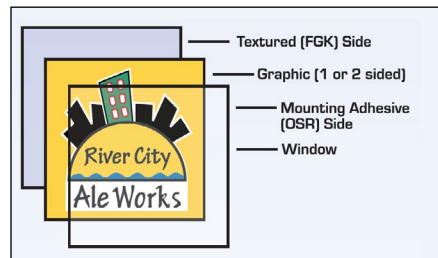 Textured (FGK) Side
Graphic (1 or 2 sided)
Mounting Adhesive
(OSR) Side
Window
River City
Ale Works